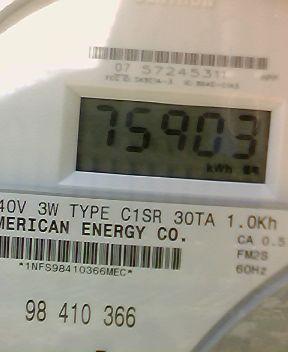 07 57245311
75903
kWh
40V 3W TYPE C1SR 30TA 1.0Kh
MERICAN ENERGY CO.
CA 0.5
*1NFS98410366MEC*
FM2S
60Hz
98 410 366